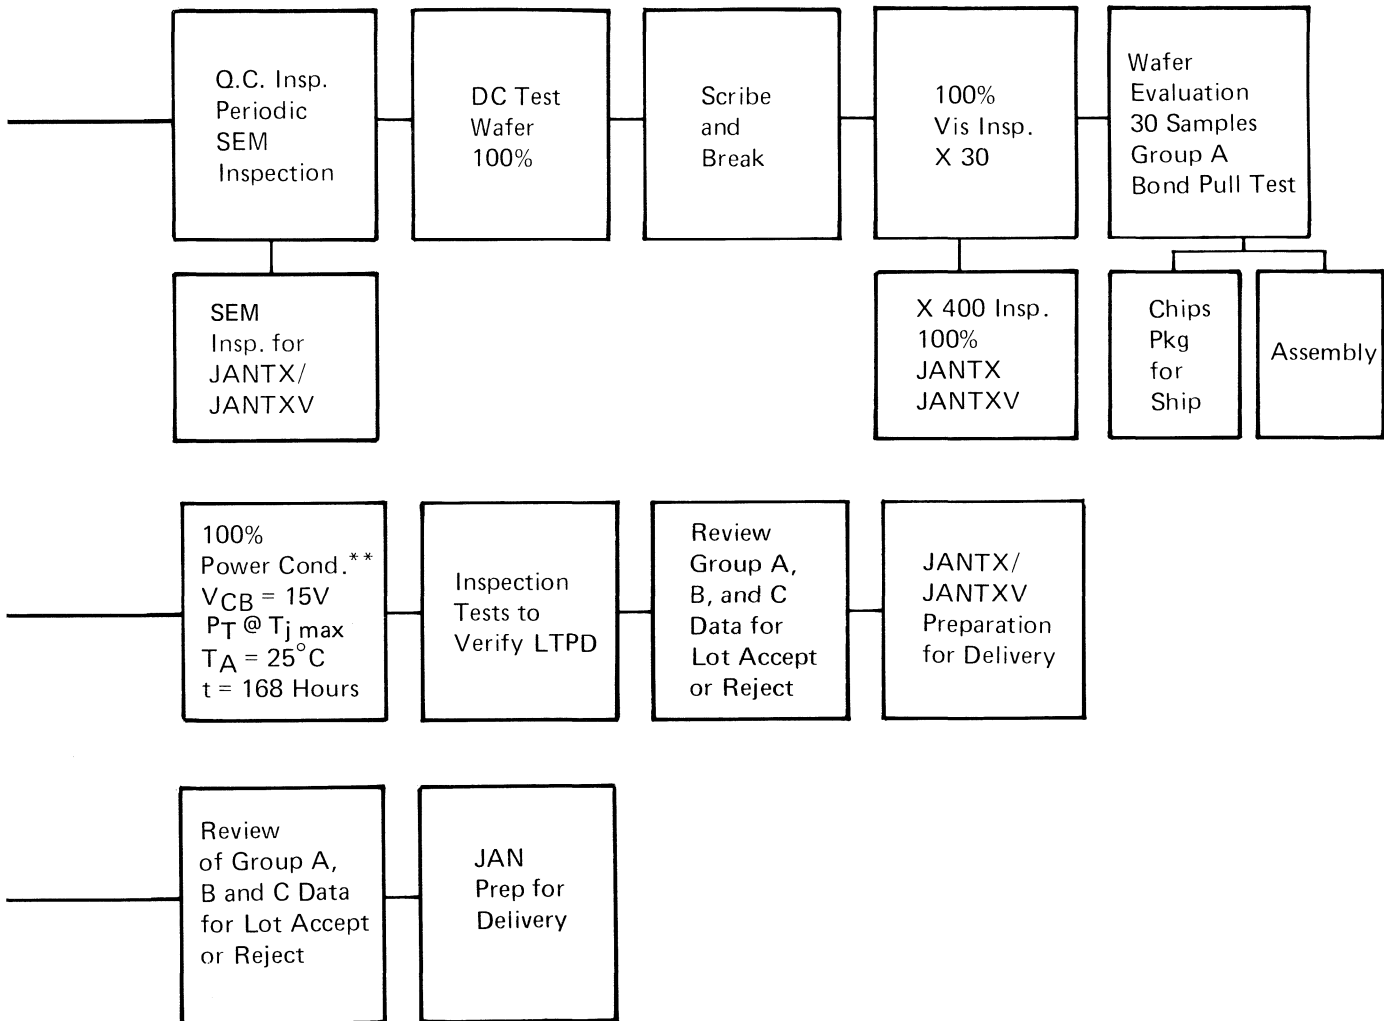 Q.C. Insp.
Periodic
SEM
Inspection
DC Test
Wafer
100%
Scribe
and
Break
100%
Vis Insp.
X 30
Wafer
Evaluation
30 Samples
Group A
Bond Pull Test
SEM
Insp. for
JANTX/
JANTXV
X 400 Insp.
100%
JANTX
JANTXV
Chips
Pkg
for
Ship
Assembly
100%
Power Cond.**
VCB = 15V
PT @ Tj max
TA = 25°C
t = 168 Hours
Inspection
Tests to
Verify LTPD
Review
Group A,
B, and C
Data for
Lot Accept
or Reject
JANTX/
JANTXV
Preparation
for Delivery
Review
of Group A,
B and C Data
for Lot Accept
or Reject
JAN
Prep for
Delivery